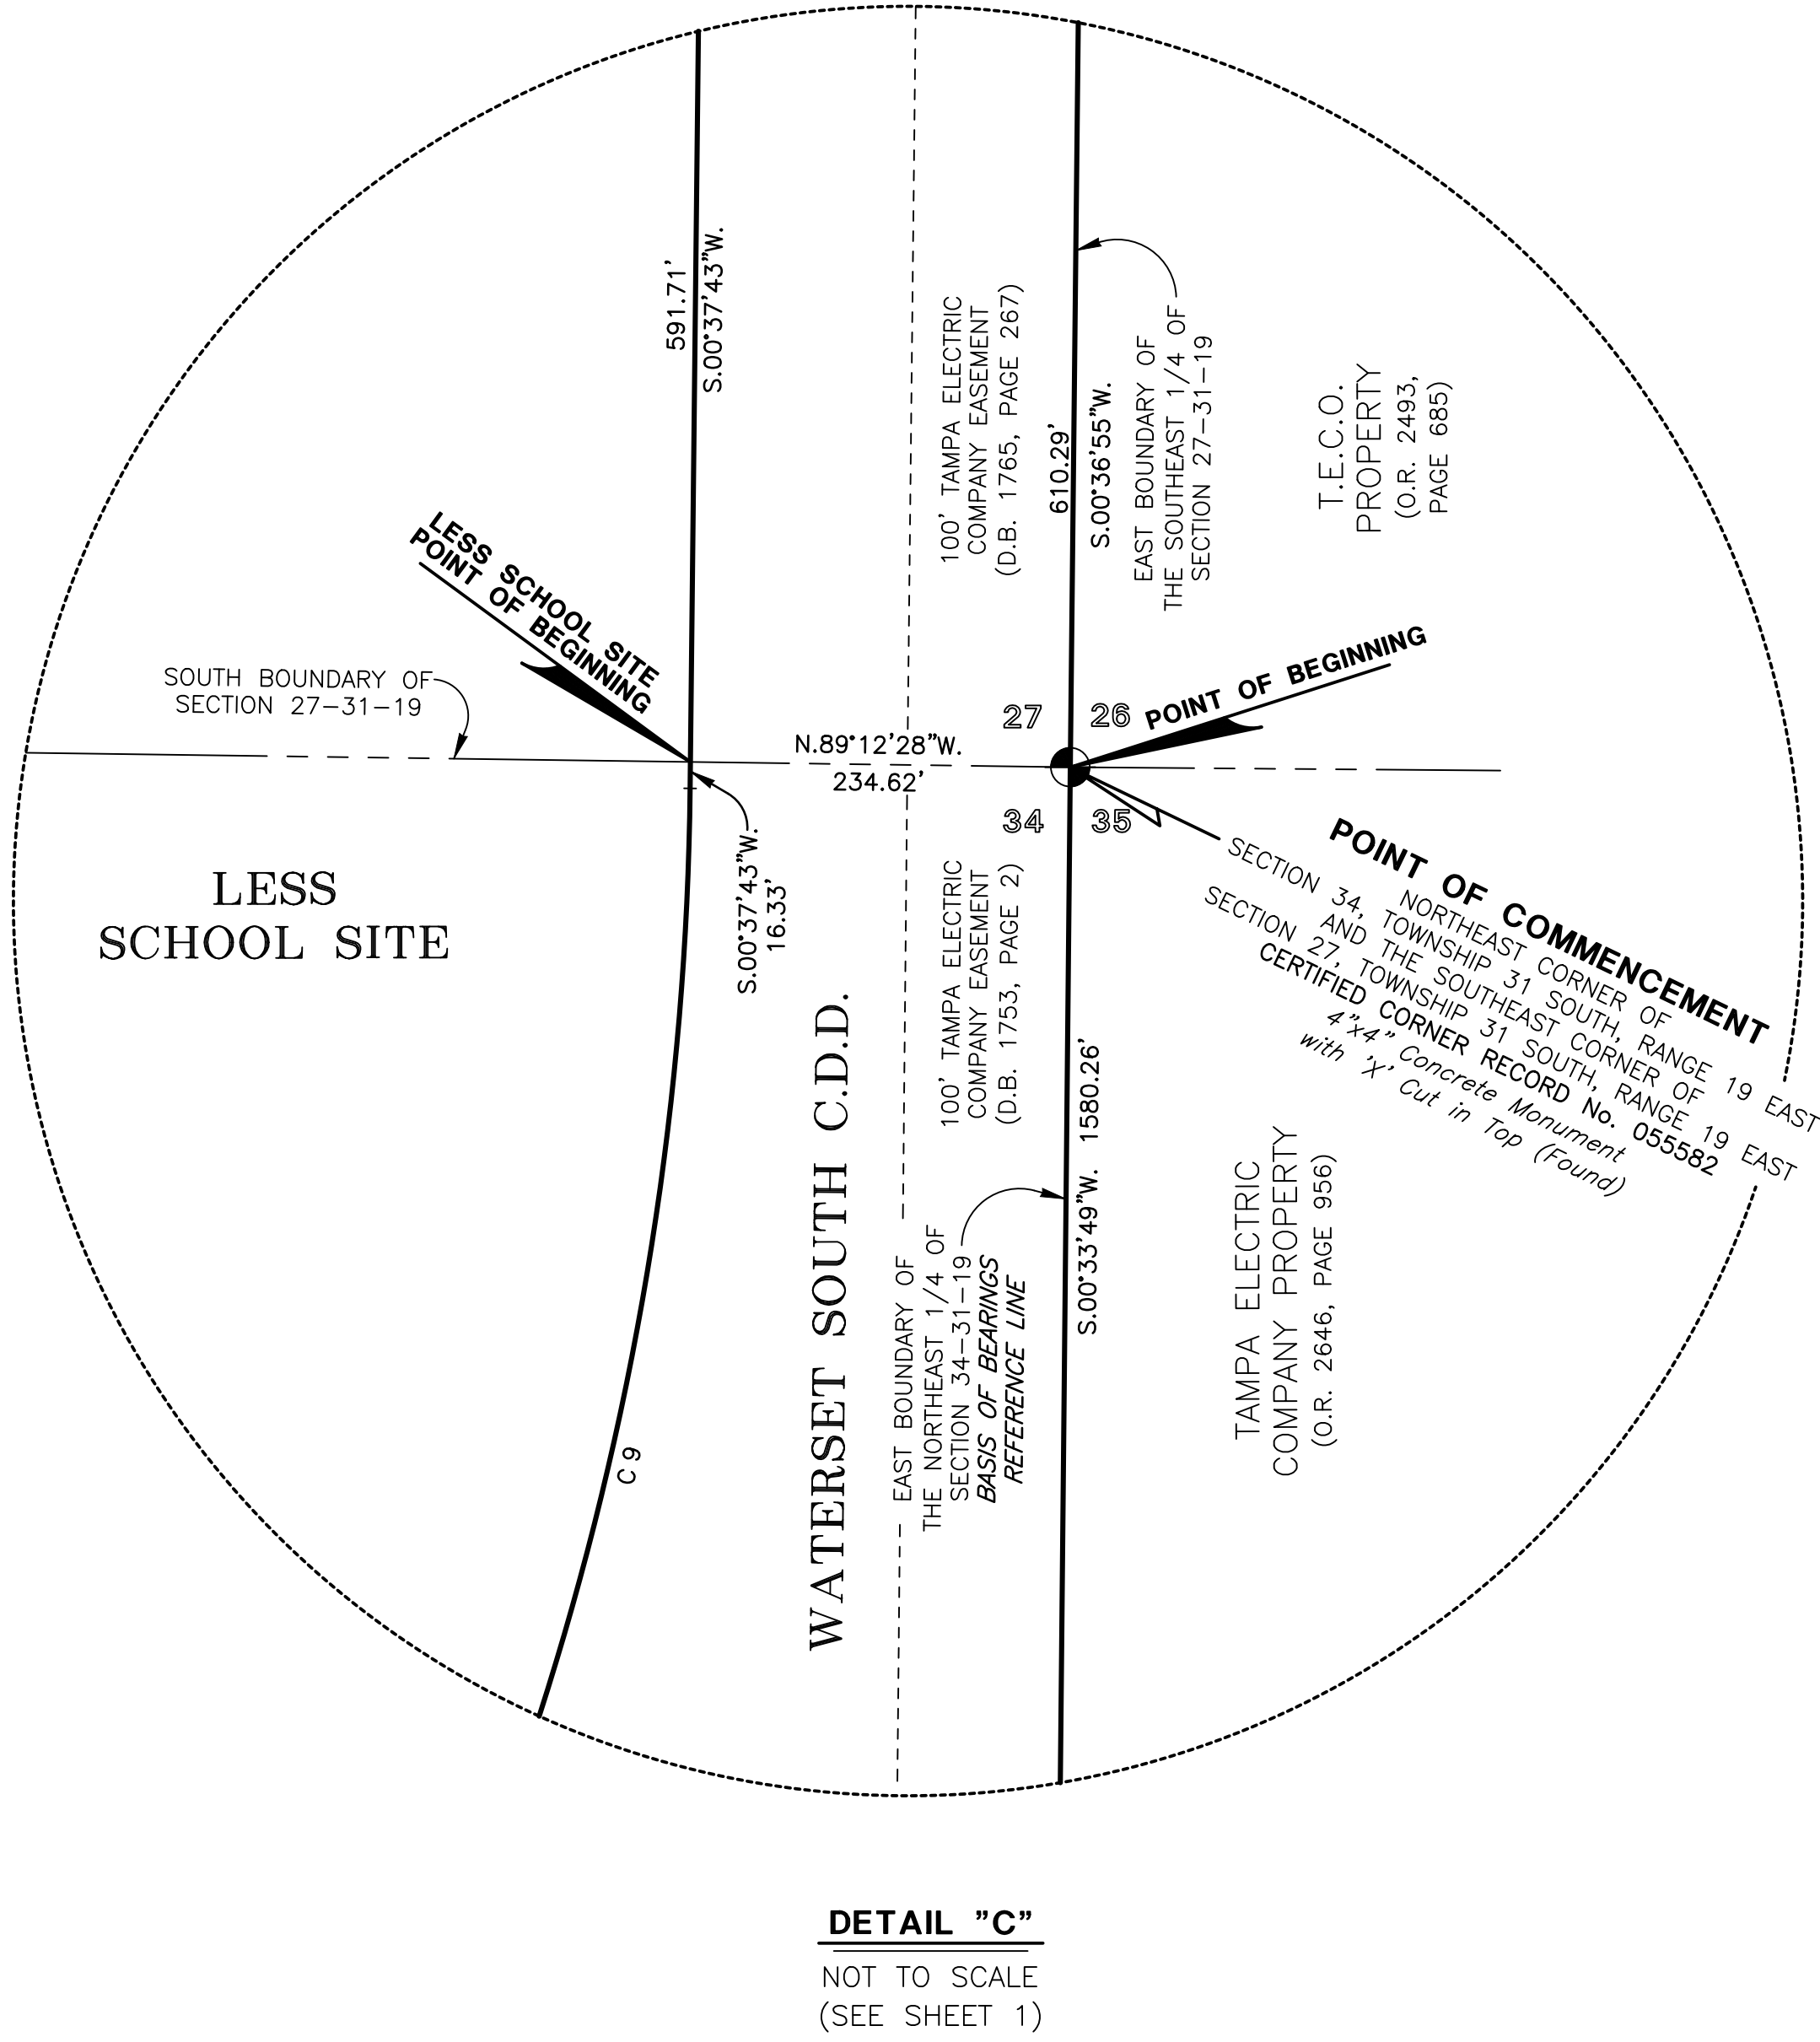 591.71'
S.00°37'43"W.
100' TAMPA ELECTRIC
COMPANY EASEMENT
(D.B. 1765, PAGE 267)
610.29'
S.00°36'55"W.
EAST BOUNDARY OF
THE SOUTHEAST 1/4 OF
SECTION 27-31-19
T.E.C.O.
PROPERTY
(O.R. 2493,
PAGE 685)
LESS SCHOOL SITE
POINT OF BEGINNING
SOUTH BOUNDARY OF
SECTION 27-31-19
N.89°12'28"W.
234.62'
27
26
34
35
POINT OF BEGINNING
POINT OF COMMENCEMENT
NORTHEAST CORNER OF
SECTION 34, TOWNSHIP 31 SOUTH, RANGE 19 EAST
AND THE SOUTHEAST CORNER OF
SECTION 27, TOWNSHIP 31 SOUTH, RANGE 19 EAST
CERTIFIED CORNER RECORD No. 055582
4"x4" Concrete Monument
with 'X' Cut in Top (Found)
LESS
SCHOOL SITE
S.00°37'43"W.
16.33'
100' TAMPA ELECTRIC
COMPANY EASEMENT
(D.B. 1753, PAGE 2)
WATERSET SOUTH C.D.D.
S.00°33'49"W. 1580.26'
EAST BOUNDARY OF
THE NORTHEAST 1/4 OF
SECTION 34-31-19
BASIS OF BEARINGS
REFERENCE LINE
TAMPA ELECTRIC
COMPANY PROPERTY
(O.R. 2646, PAGE 956)
C9
DETAIL "C"
NOT TO SCALE
(SEE SHEET 1)